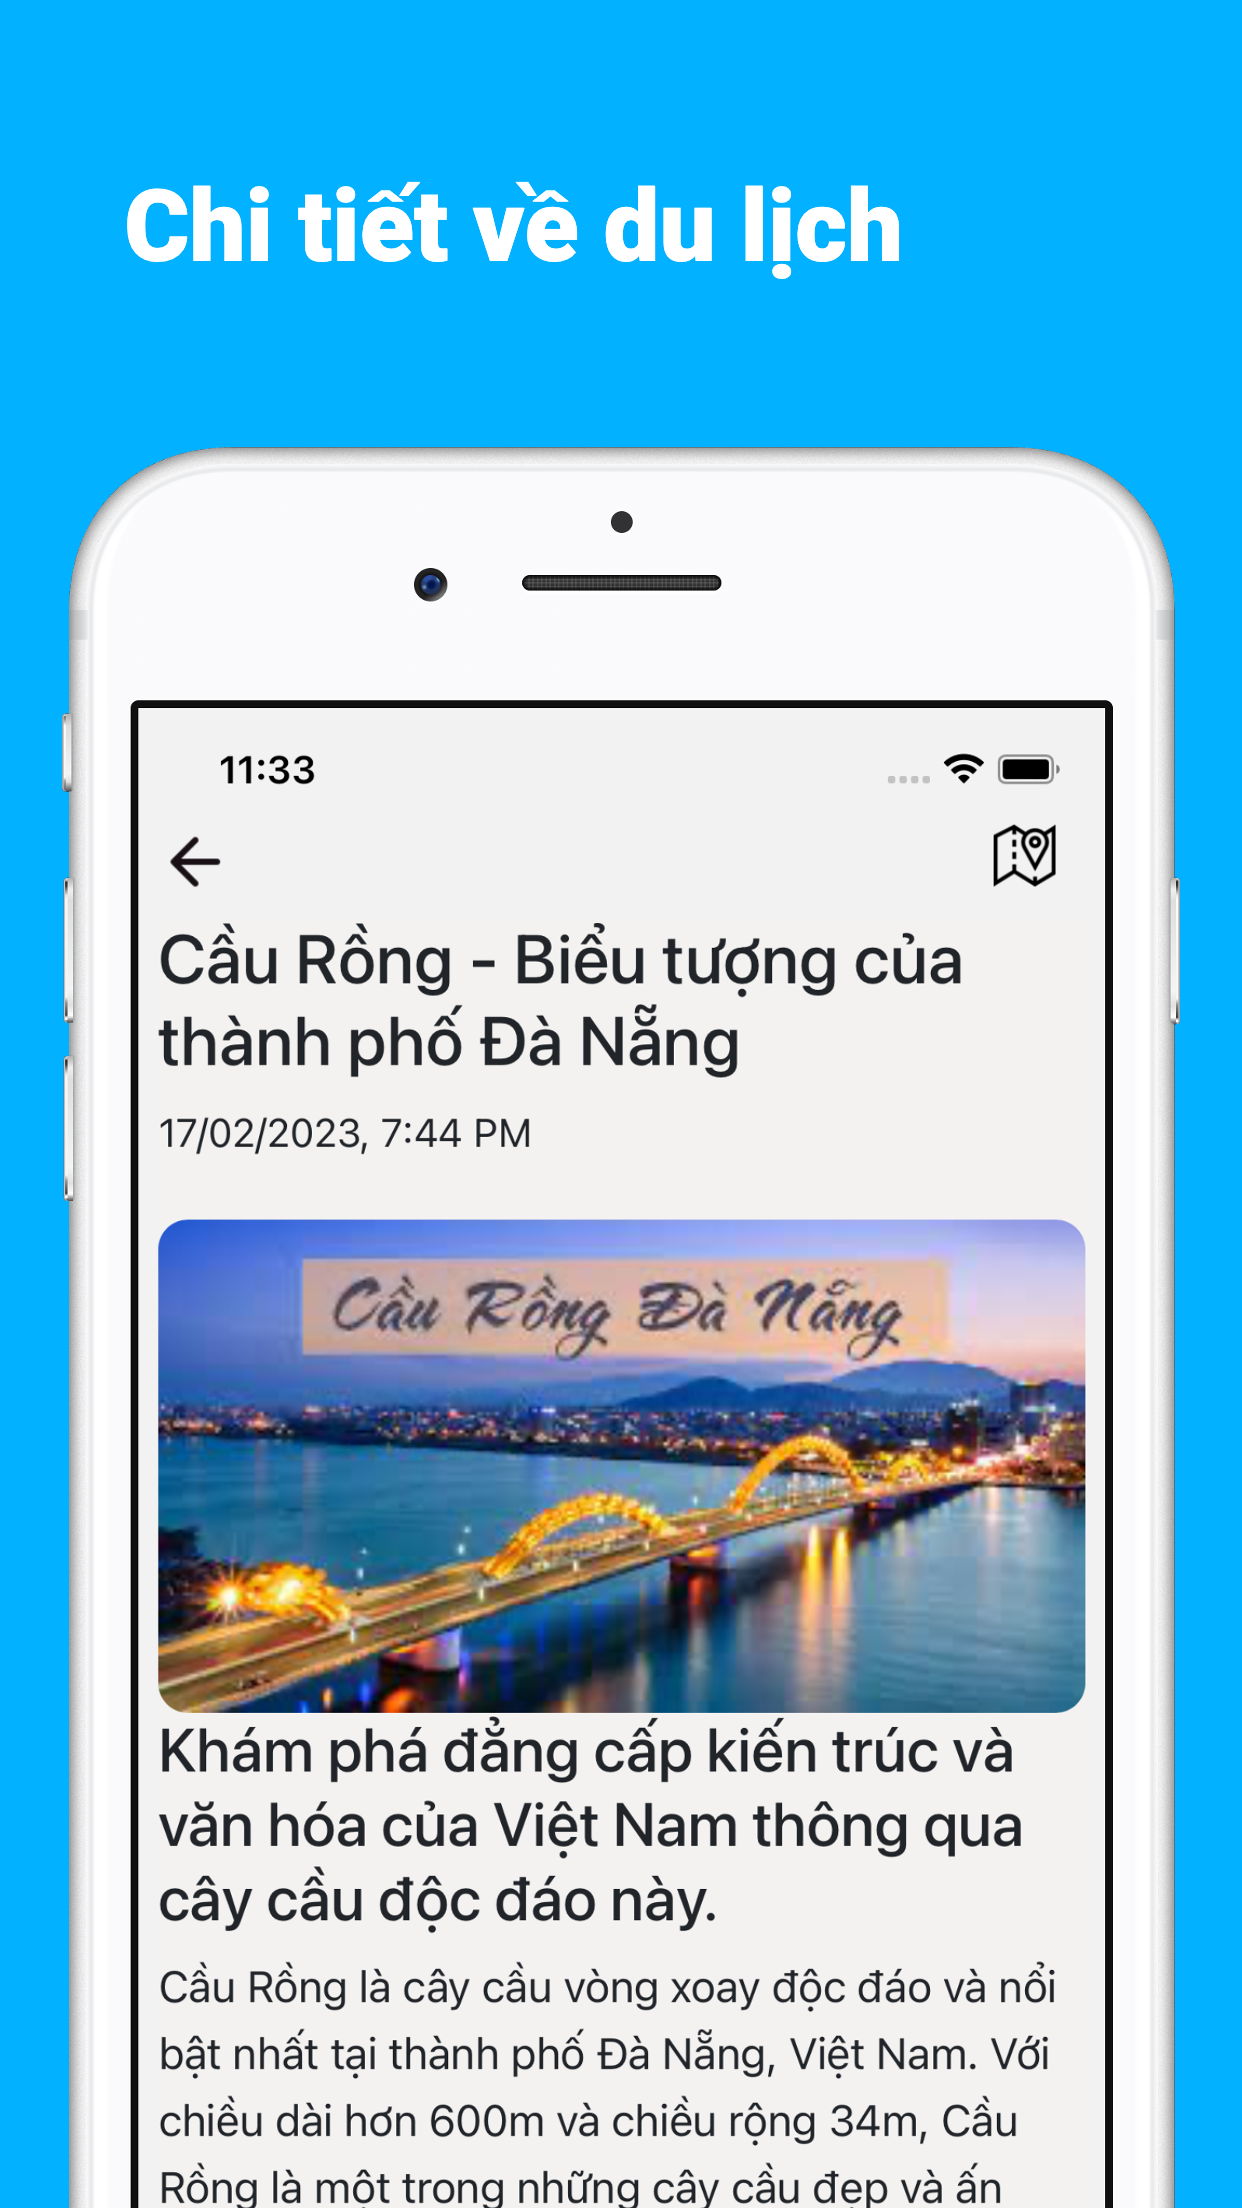 Chi tiết về du lịch
11:33
Cầu Rồng - Biểu tượng của
thành phố Đà Nẵng
17/02/2023, 7:44 PM
Cầu Rồng Đà Nẵng
Khám phá đẳng cấp kiến trúc và
văn hóa của Việt Nam thông qua
cây cầu độc đáo này.
Cầu Rồng là cây cầu vòng xoay độc đáo và nổi
bật nhất tại thành phố Đà Nẵng, Việt Nam. Với
chiều dài hơn 600m và chiều rộng 34m, Cầu
Rồng là một trong những cây cầu đẹp và ấn